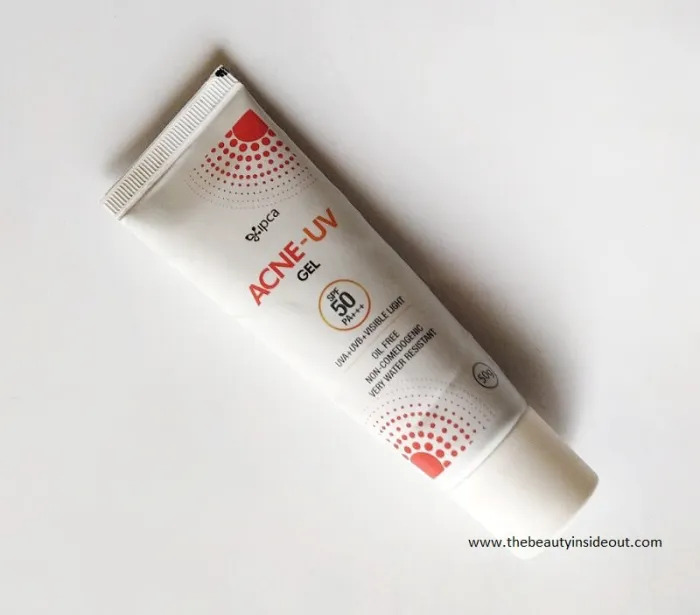 ipca
ACNE-UV
GEL
SPF
50
PA+++
UVA+UVB+VISIBLE LIGHT
OIL FREE
NON-COMEDOGENIC
VERY WATER RESISTANT
50g
www.thebeautyinsideout.com